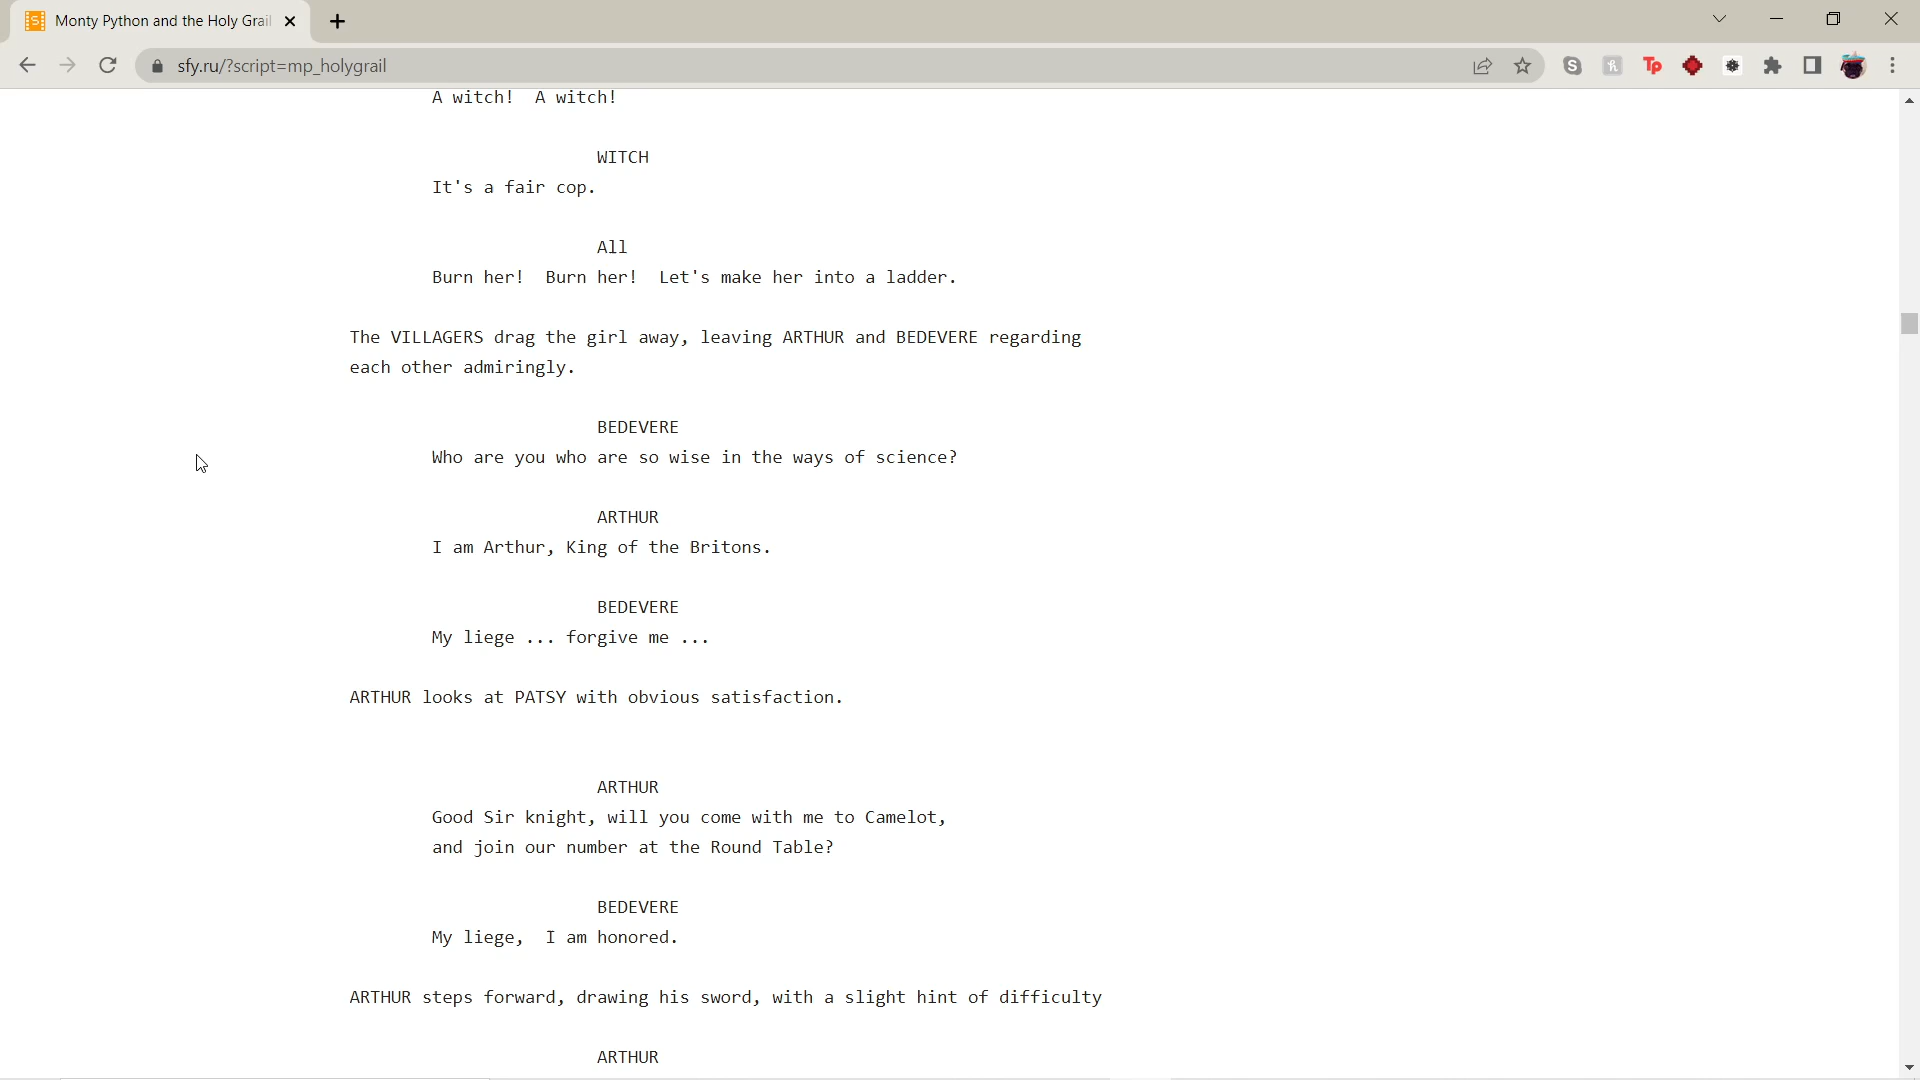 Monty Python and the Holy Grail
sfy.ru/?script=mp_holygrail
A witch!  A witch!
WITCH
It's a fair cop.
All
Burn her!  Burn her!  Let's make her into a ladder.
The VILLAGERS drag the girl away, leaving ARTHUR and BEDEVERE regarding
each other admiringly.
BEDEVERE
Who are you who are so wise in the ways of science?
ARTHUR
I am Arthur, King of the Britons.
BEDEVERE
My liege ... forgive me ...
ARTHUR looks at PATSY with obvious satisfaction.
ARTHUR
Good Sir knight, will you come with me to Camelot,
and join our number at the Round Table?
BEDEVERE
My liege,  I am honored.
ARTHUR steps forward, drawing his sword, with a slight hint of difficulty
ARTHUR